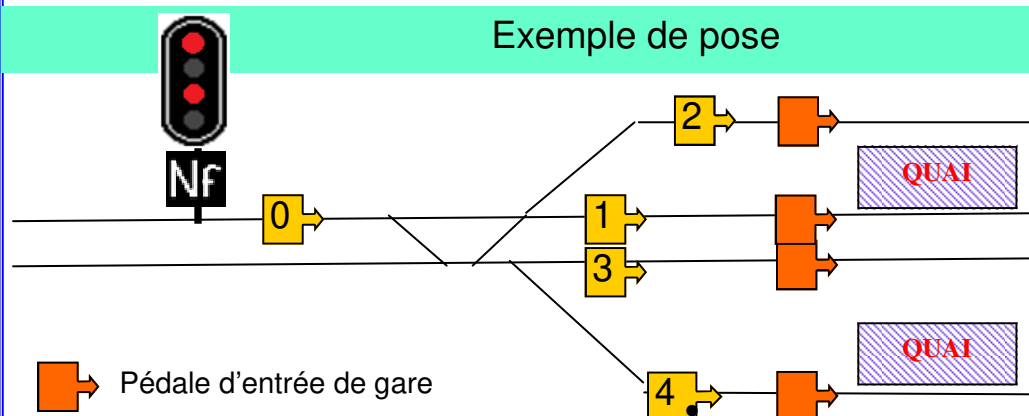 Exemple de pose
Nf
2
QUAI
0
1
3
QUAI
4
Pédale d'entrée de gare